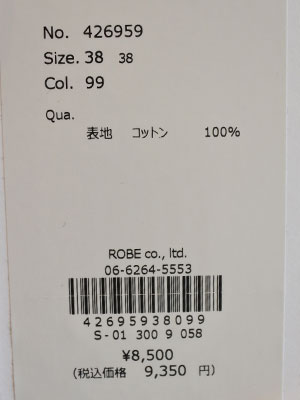 No. 426959
Size. 38 38
Col. 99
Qua.
表地 コットン 100%
ROBE co., ltd.
06-6264-5553
42695938099
S-01 300 9 058
¥8,500
(税込価格 9,350 円)